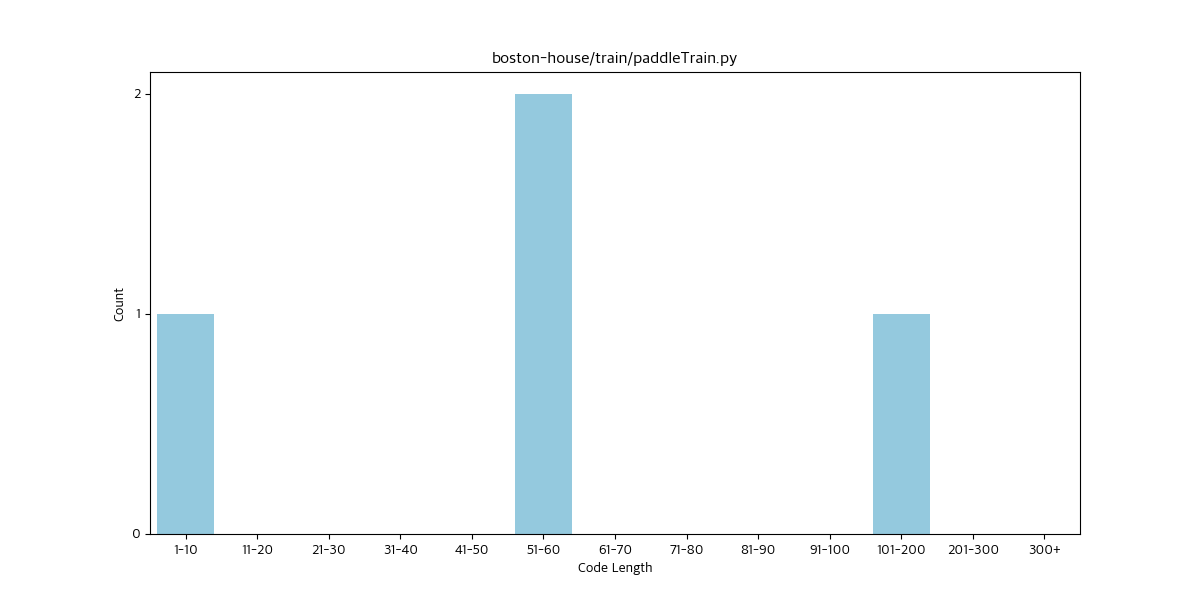 boston-house/train/paddleTrain.py
Count
2
1
0
1-10 11-20 21-30 31-40 41-50 51-60 61-70 71-80 81-90 91-100 101-200 201-300 300+
Code Length